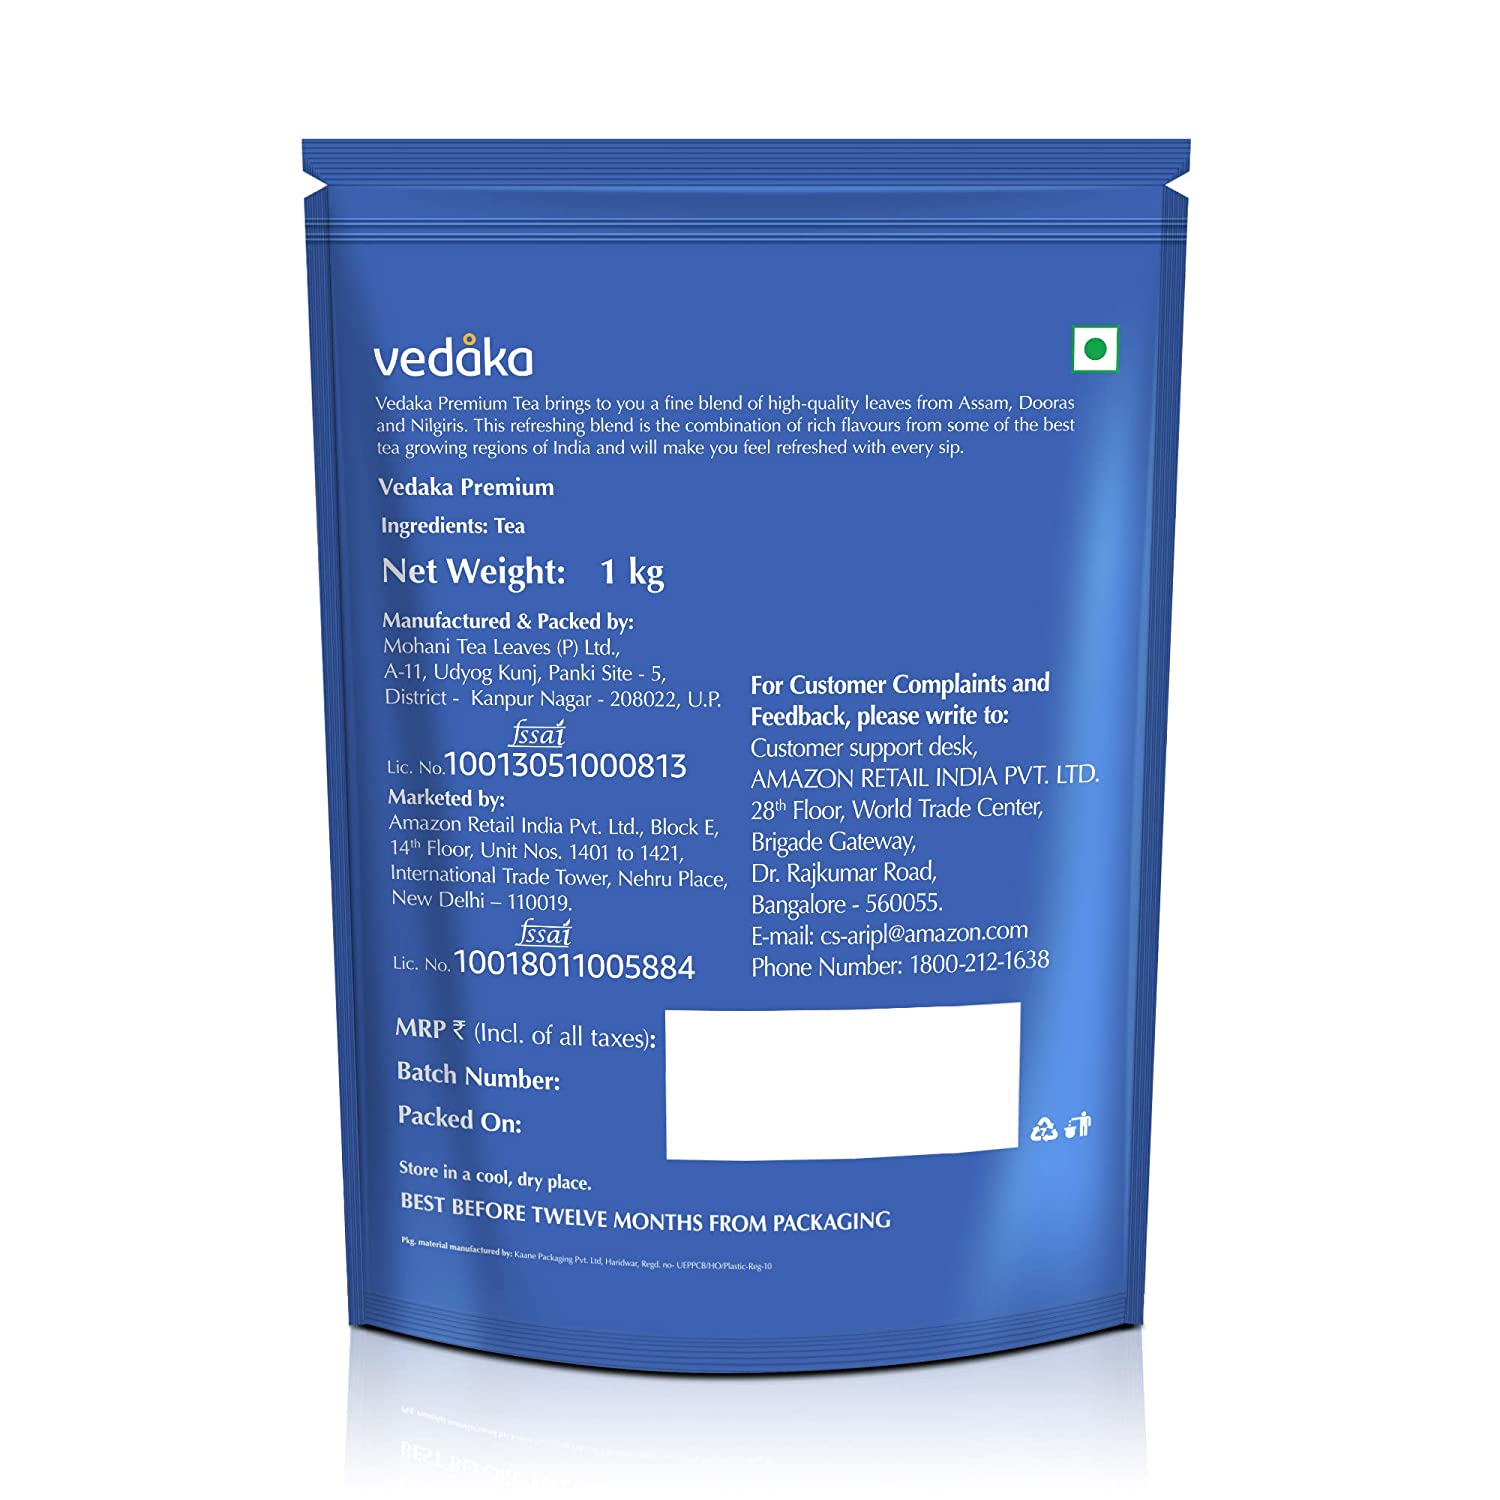 vedaka
Vedaka Premium Tea brings to you a fine blend of high-quality leaves from Assam, Dooras
and Nilgiris. This refreshing blend is the combination of rich flavours from some of the best
tea growing regions of India and will make you feel refreshed with every sip.
Vedaka Premium
Ingredients: Tea
Net Weight: 1 kg
Manufactured & Packed by:
Mohani Tea Leaves (P) Ltd.,
A-11, Udyog Kunj, Panki Site - 5,
District - Kanpur Nagar - 208022, U.P.
fssai
Lic. No. 10013051000813
Marketed by:
Amazon Retail India Pvt. Ltd., Block E,
14th Floor, Unit Nos. 1401 to 1421,
International Trade Tower, Nehru Place,
New Delhi – 110019.
fssai
Lic. No. 10018011005884
For Customer Complaints and
Feedback, please write to:
Customer support desk,
AMAZON RETAIL INDIA PVT. LTD.
28th Floor, World Trade Center,
Brigade Gateway,
Dr. Rajkumar Road,
Bangalore - 560055.
E-mail: cs-aripl@amazon.com
Phone Number: 1800-212-1638
MRP ₹ (Incl. of all taxes):
Batch Number:
Packed On:
7
Store in a cool, dry place.
BEST BEFORE TWELVE MONTHS FROM PACKAGING
Pkg. material manufactured by: Kaane Packaging Pvt. Ltd, Haridwar, Regd. no- UEPPCB/HO/Plastic-Reg-10